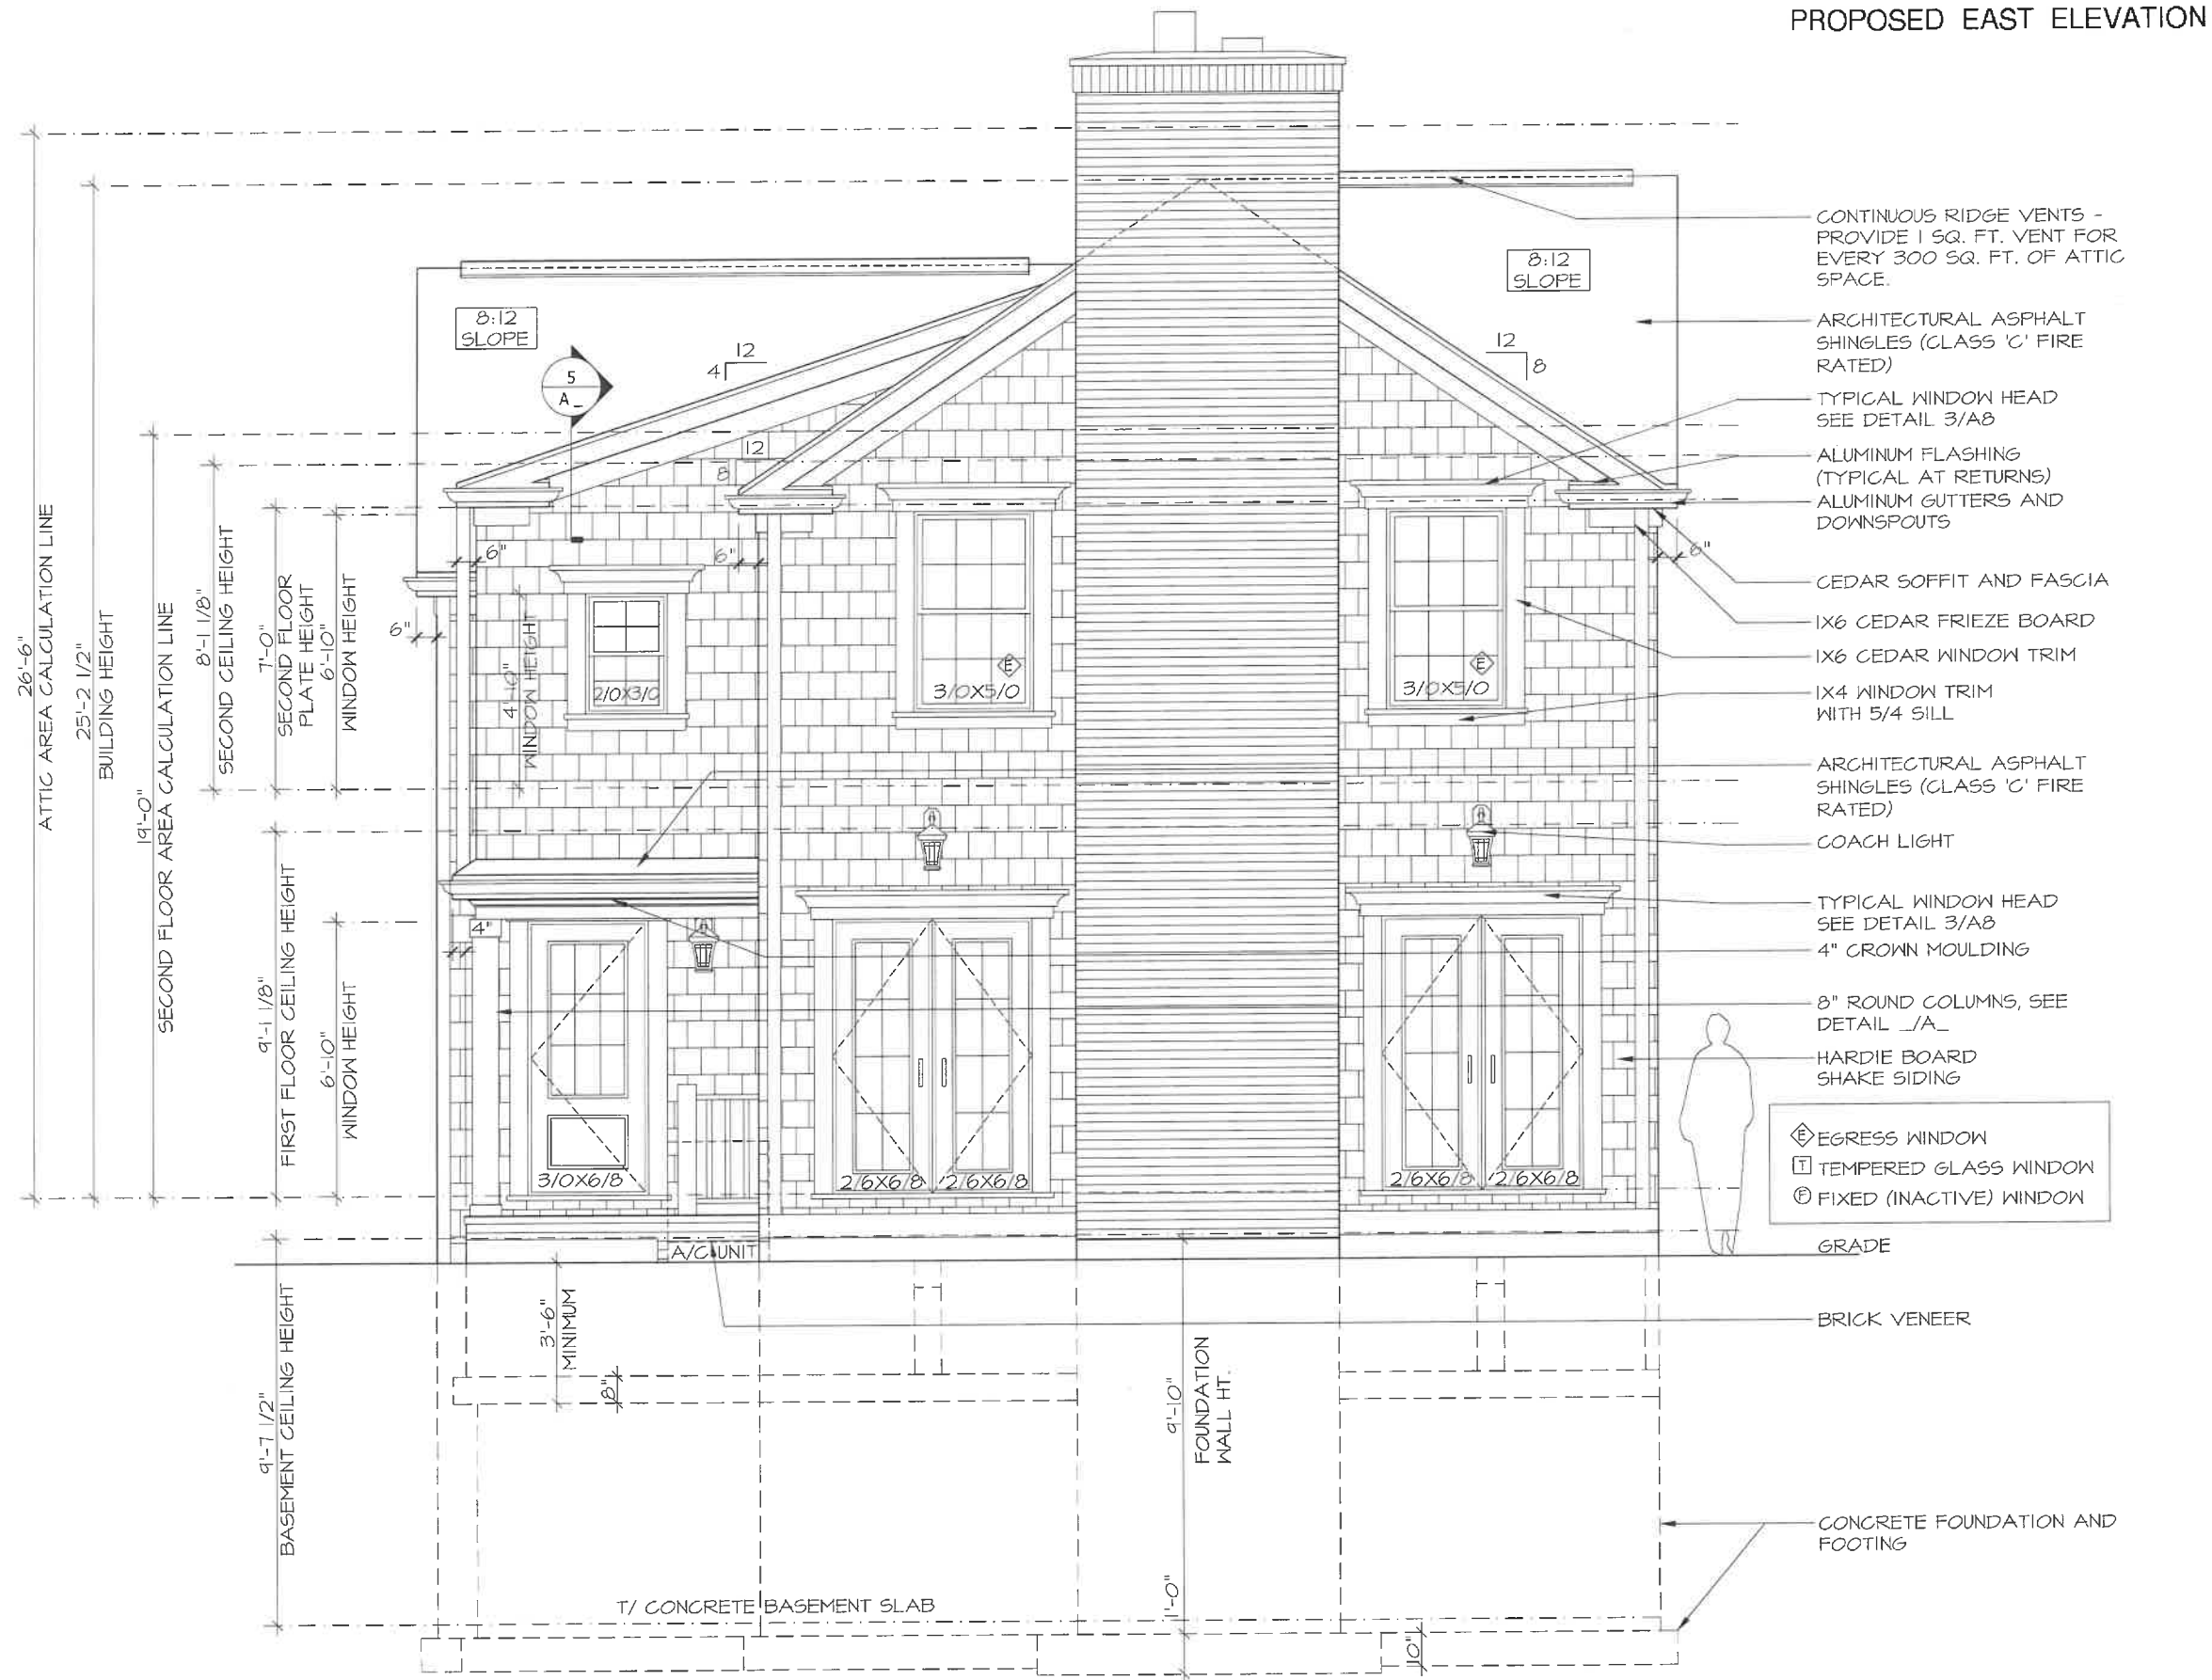 PROPOSED EAST ELEVATION
26'-6"
ATTIC AREA CALCULATION LINE
25'-2 1/2"
BUILDING HEIGHT
19'-0"
SECOND FLOOR AREA CALCULATION LINE
8'-1 1/8"
SECOND CEILING HEIGHT
7'-0"
SECOND FLOOR
PLATE HEIGHT
6'-10"
WINDOW HEIGHT
9'-1 1/8"
FIRST FLOOR CEILING HEIGHT
6'-10"
WINDOW HEIGHT
9'-7 1/2"
BASEMENT CEILING HEIGHT
8:12
SLOPE
5
A_
12
4
12
8
8:12
SLOPE
12
8
6"
6"
6"
6"
4'-10"
WINDOW HEIGHT
2/0X3/0
3/0X5/0
E
3/0X5/0
E
4"
3/0X6/8
2/6X6/8
2/6X6/8
2/6X6/8
2/6X6/8
A/C UNIT
3'-6"
MINIMUM
8"
9'-10"
FOUNDATION
WALL HT.
1'-0"
10"
T/ CONCRETE BASEMENT SLAB
CONTINUOUS RIDGE VENTS -
PROVIDE 1 SQ. FT. VENT FOR
EVERY 300 SQ. FT. OF ATTIC
SPACE.
ARCHITECTURAL ASPHALT
SHINGLES (CLASS 'C' FIRE
RATED)
TYPICAL WINDOW HEAD
SEE DETAIL 3/A8
ALUMINUM FLASHING
(TYPICAL AT RETURNS)
ALUMINUM GUTTERS AND
DOWNSPOUTS
CEDAR SOFFIT AND FASCIA
1X6 CEDAR FRIEZE BOARD
1X6 CEDAR WINDOW TRIM
1X4 WINDOW TRIM
WITH 5/4 SILL
ARCHITECTURAL ASPHALT
SHINGLES (CLASS 'C' FIRE
RATED)
COACH LIGHT
TYPICAL WINDOW HEAD
SEE DETAIL 3/A8
4" CROWN MOULDING
8" ROUND COLUMNS, SEE
DETAIL _/A_
HARDIE BOARD
SHAKE SIDING
E EGRESS WINDOW
T TEMPERED GLASS WINDOW
F FIXED (INACTIVE) WINDOW
GRADE
BRICK VENEER
CONCRETE FOUNDATION AND
FOOTING